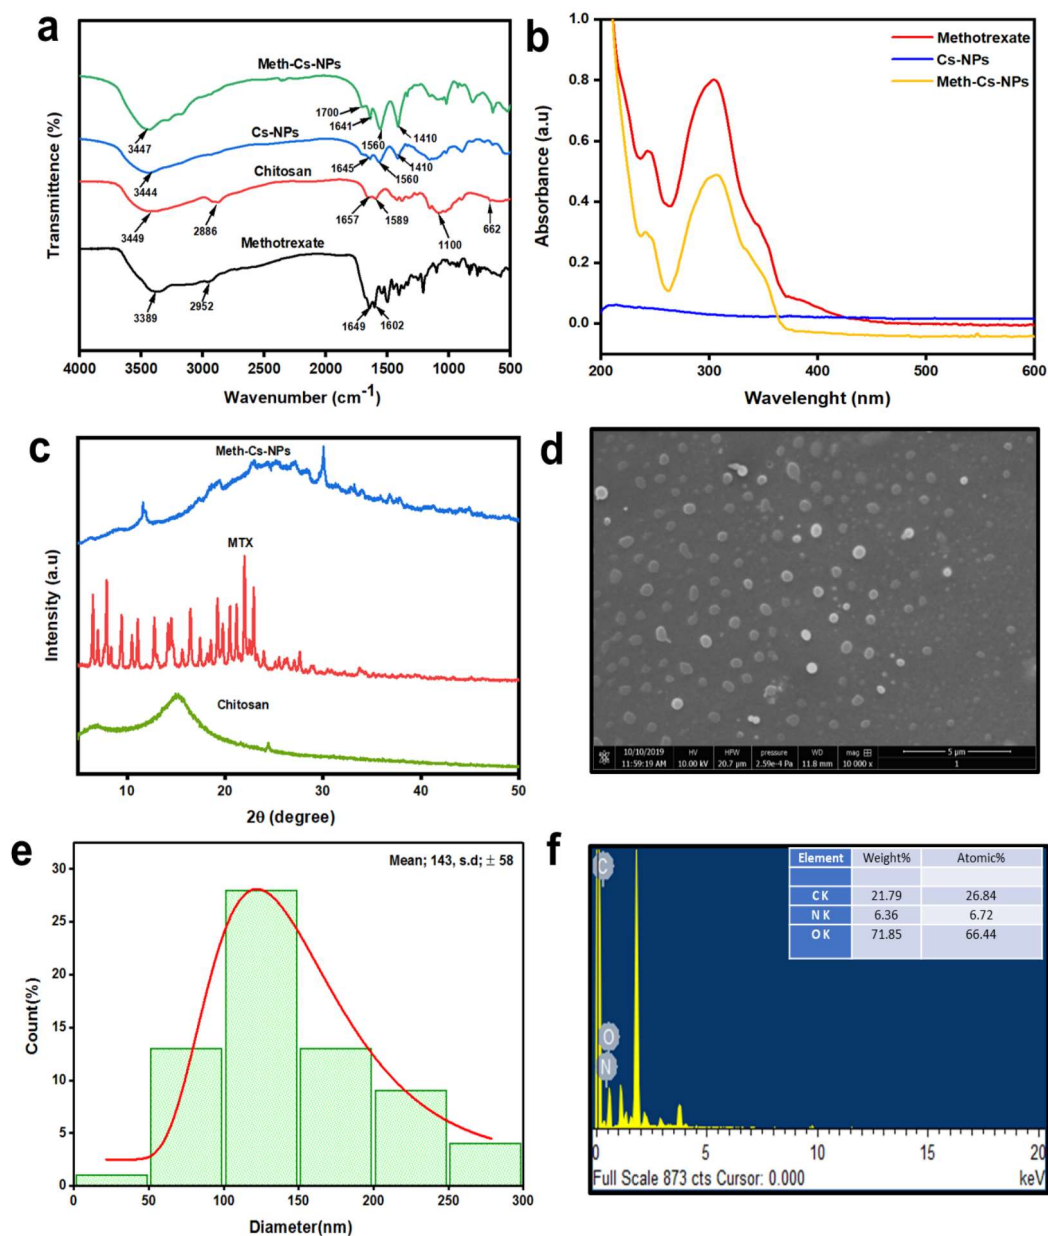 a
Meth-Cs-NPs
1700
1641
1560
1410
3447
Cs-NPs
1645
1560
1410
3444
Chitosan
3449
2886
1657
1589
1100
662
Methotrexate
3389
2952
1649
1602
Transmittence (%)
4000 3500 3000 2500 2000 1500 1000 500
Wavenumber (cm-1)
b
Methotrexate
Cs-NPs
Meth-Cs-NPs
1.0
0.8
0.6
0.4
0.2
0.0
Absorbance (a.u)
200 300 400 500 600
Wavelenght (nm)
c
Meth-Cs-NPs
MTX
Chitosan
Intensity (a.u)
10 20 30 40 50
2θ (degree)
d
10/10/2019 HV HFW pressure WD mag 5 µm
11:59:19 AM 10.00 kV 20.7 µm 2.59e-4 Pa 11.8 mm 10 000 x 1
e
Mean; 143, s.d; ± 58
30
25
20
15
10
5
0
Count(%)
0 50 100 150 200 250 300
Diameter(nm)
f
C
O
N
Element Weight% Atomic%
C K 21.79 26.84
N K 6.36 6.72
O K 71.85 66.44
0 5 10 15 20
Full Scale 873 cts Cursor: 0.000 keV